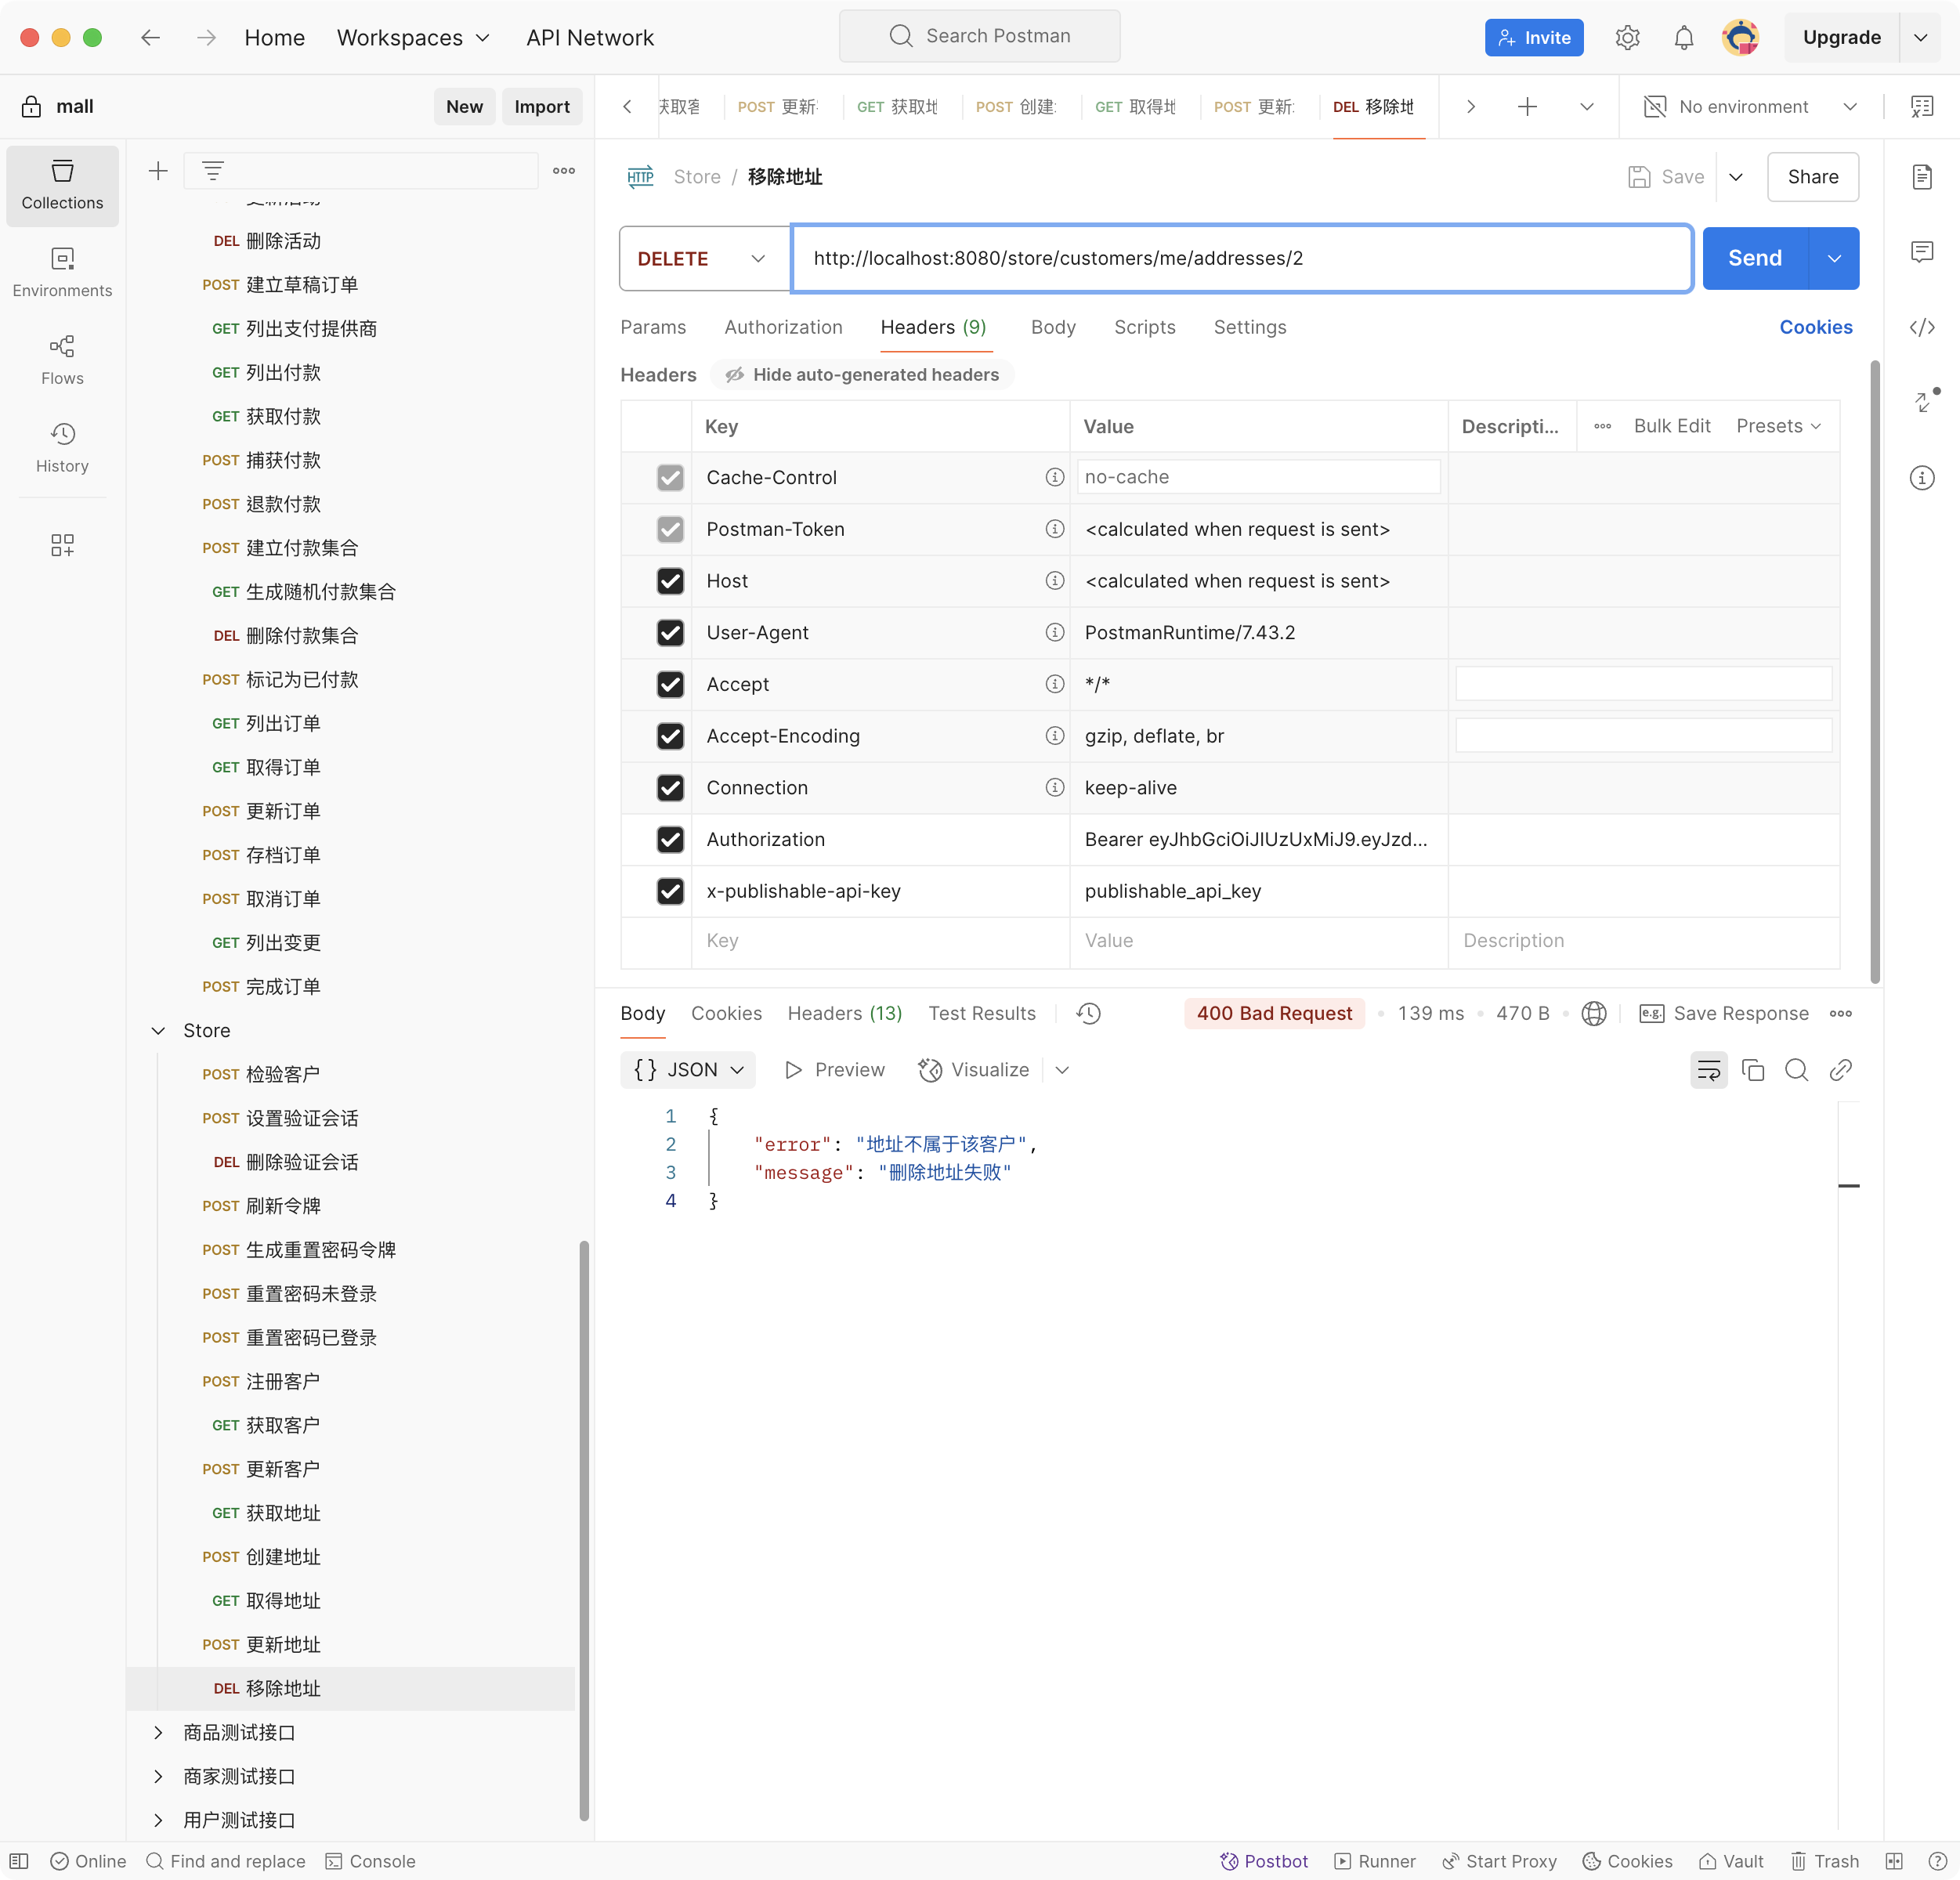 Home
Workspaces
API Network
Search Postman
Invite
Upgrade
mall
New
Import
获取客
POST 更新
GET 获取地
POST 创建
GET 取得地
POST 更新
DEL 移除地
No environment
Collections
Environments
Flows
History
DEL 删除活动
POST 建立草稿订单
GET 列出支付提供商
GET 列出付款
GET 获取付款
POST 捕获付款
POST 退款付款
POST 建立付款集合
GET 生成随机付款集合
DEL 删除付款集合
POST 标记为已付款
GET 列出订单
GET 取得订单
POST 更新订单
POST 存档订单
POST 取消订单
GET 列出变更
POST 完成订单
Store
POST 检验客户
POST 设置验证会话
DEL 删除验证会话
POST 刷新令牌
POST 生成重置密码令牌
POST 重置密码未登录
POST 重置密码已登录
POST 注册客户
GET 获取客户
POST 更新客户
GET 获取地址
POST 创建地址
GET 取得地址
POST 更新地址
DEL 移除地址
商品测试接口
商家测试接口
用户测试接口
HTTP Store / 移除地址
Save
Share
DELETE
http://localhost:8080/store/customers/me/addresses/2
Send
Params
Authorization
Headers (9)
Body
Scripts
Settings
Cookies
Headers
Hide auto-generated headers
Key
Value
Descripti...
Bulk Edit
Presets
Cache-Control
no-cache
Postman-Token
<calculated when request is sent>
Host
<calculated when request is sent>
User-Agent
PostmanRuntime/7.43.2
Accept
*/*
Accept-Encoding
gzip, deflate, br
Connection
keep-alive
Authorization
Bearer eyJhbGciOiJIUzUxMiJ9.eyJzd...
x-publishable-api-key
publishable_api_key
Key
Value
Description
Body
Cookies
Headers (13)
Test Results
400 Bad Request
139 ms
470 B
e.g.
Save Response
{} JSON
Preview
Visualize
1 {
2 "error": "地址不属于该客户",
3 "message": "删除地址失败"
4 }
Online
Find and replace
Console
Postbot
Runner
Start Proxy
Cookies
Vault
Trash